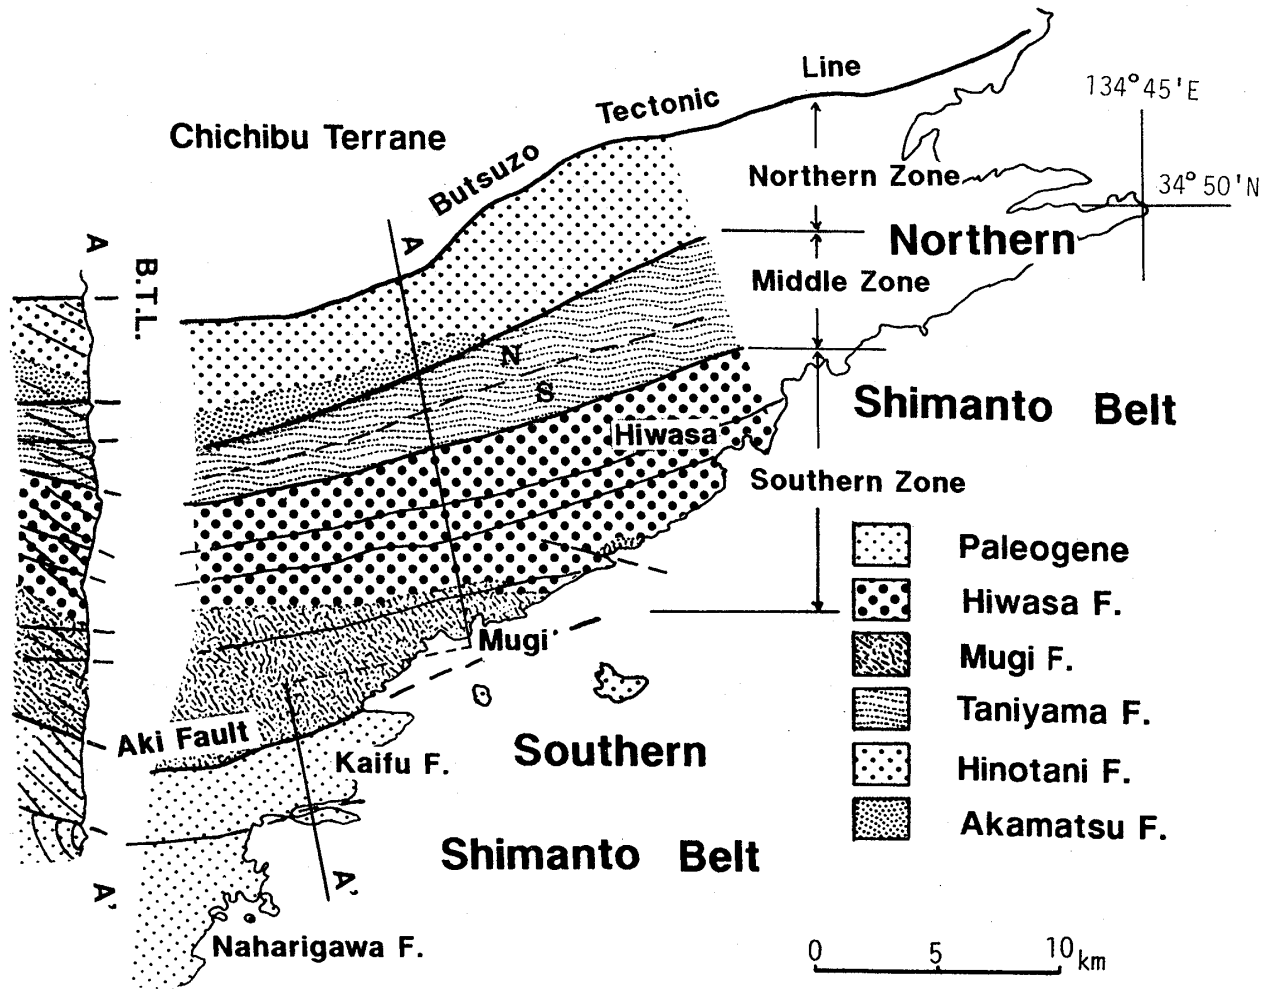 Line
Tectonic
134°45'E
Chichibu Terrane
Butsuzo
Northern Zone
34°50'N
A
A
B.T.L.
Northern
Middle Zone
N
S
Shimanto Belt
Hiwasa
Southern Zone
Paleogene
Hiwasa F.
Mugi
Mugi F.
Taniyama F.
Aki Fault
Southern
Kaifu F.
Hinotani F.
Akamatsu F.
Shimanto Belt
A'
A'
Naharigawa F.
0 5 10 km